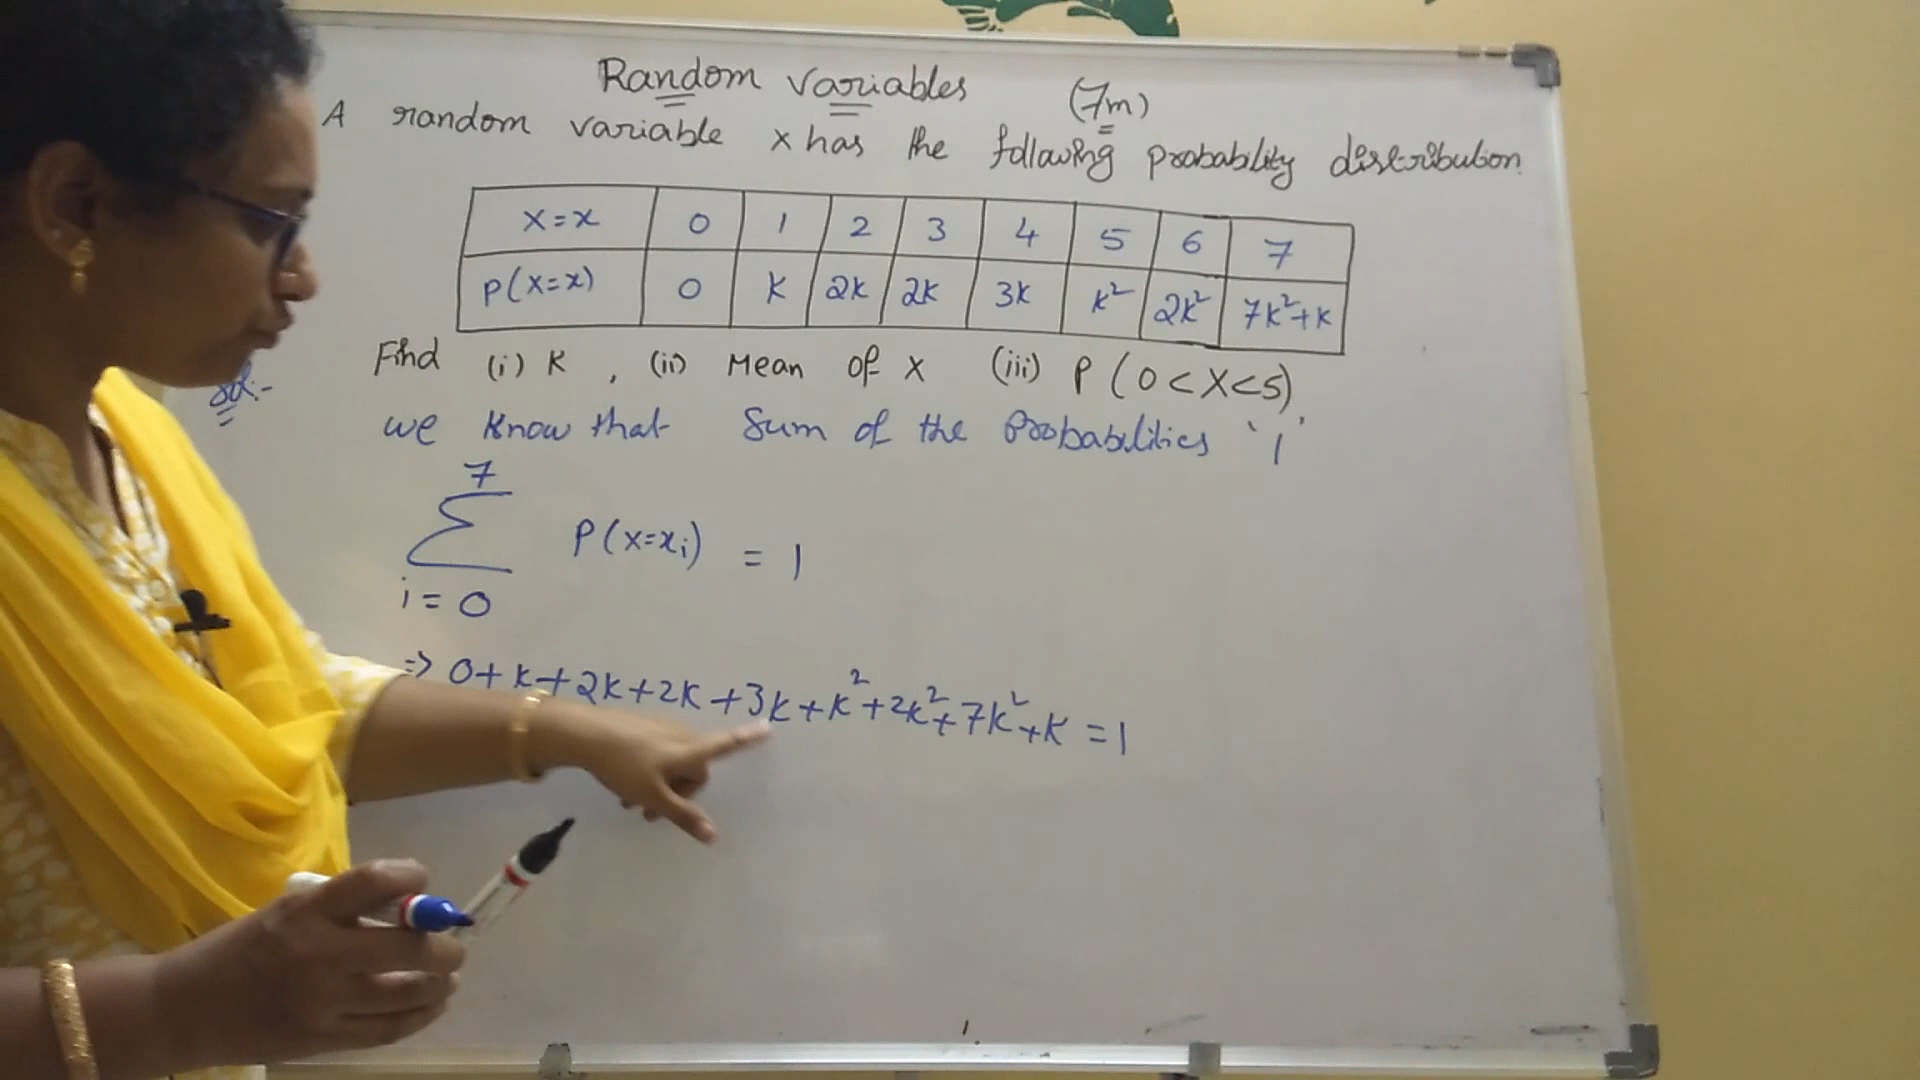 Random variables (7m)
A random variable x has the following probability distribution
X=x 0 1 2 3 4 5 6 7
P(X=x) 0 K 2K 2K 3K K² 2K² 7K²+K
Find (i) K , (ii) Mean of X (iii) P(0<X<5)
Sol:-
we know that Sum of the Probabilities '1'
7
∑ P(x=xi) = 1
i=0
=> 0+K+2K+2K+3K+K²+2K²+7K²+K=1